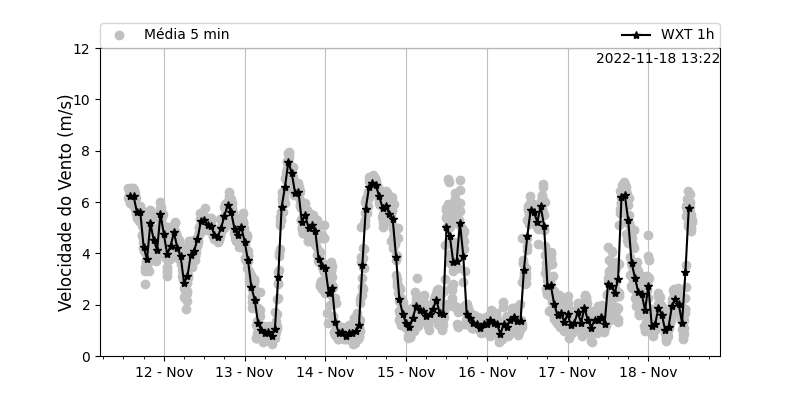 Média 5 min
WXT 1h
2022-11-18 13:22
Velocidade do Vento (m/s)
12
10
8
6
4
2
0
12 - Nov
13 - Nov
14 - Nov
15 - Nov
16 - Nov
17 - Nov
18 - Nov